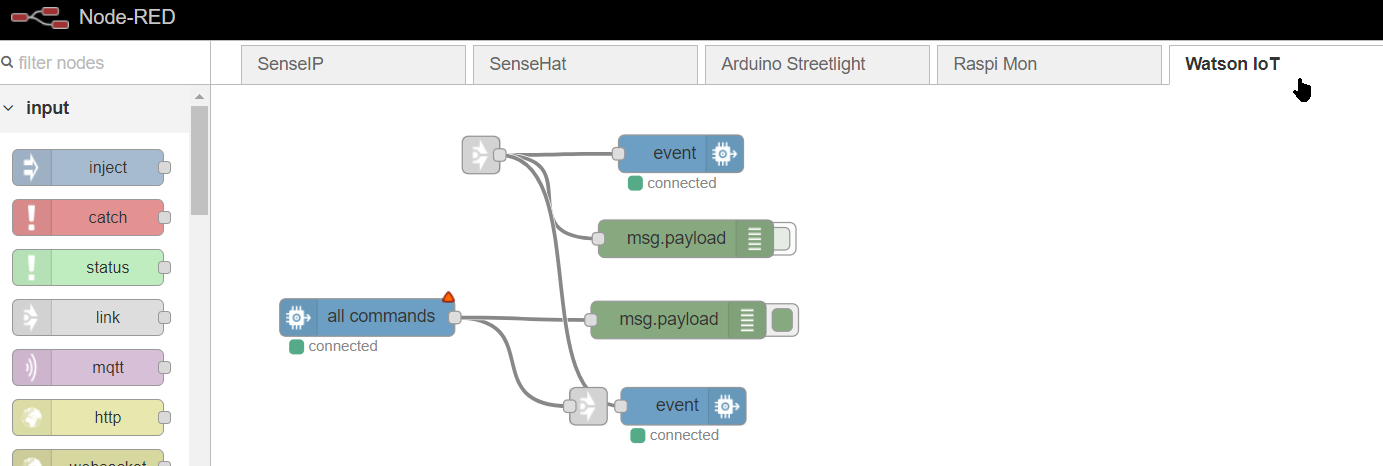 Node-RED
filter nodes
SenseIP
SenseHat
Arduino Streetlight
Raspi Mon
Watson IoT
input
inject
catch
status
link
mqtt
http
websocket
event
connected
msg.payload
all commands
connected
msg.payload
event
connected